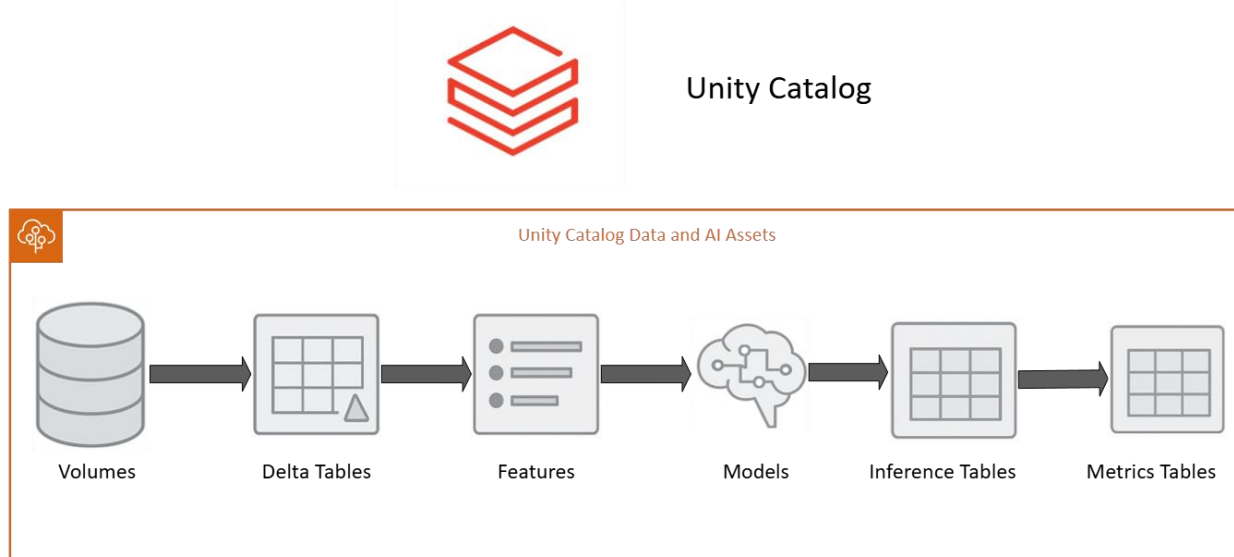 Unity Catalog
Unity Catalog Data and AI Assets
Volumes
Delta Tables
Features
Models
Inference Tables
Metrics Tables